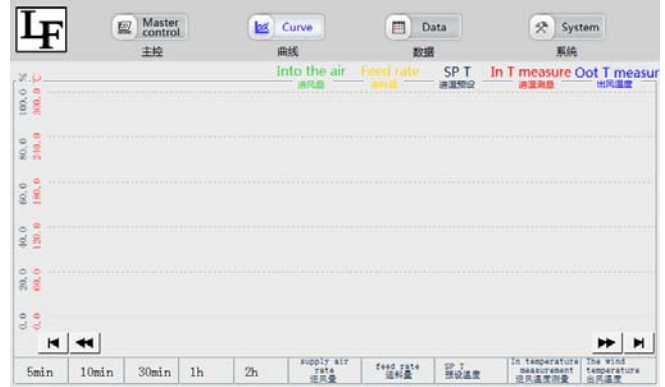 LF
Master control
主控
Curve
曲线
Data
数据
System
系统
Into the air
进风量
Feed rate
进料量
SP T
进温预设
In T measure
进温测量
Oot T measur
出风温度
% ℃
100.0 300.0
80.0 240.0
60.0 180.0
40.0 120.0
20.0 60.0
0.0 0.0
5min
10min
30min
1h
2h
supply air rate
进风量
feed rate
进料量
SP T
预设温度
In temperature measurement
进风温度测量
The wind temperature
出风温度